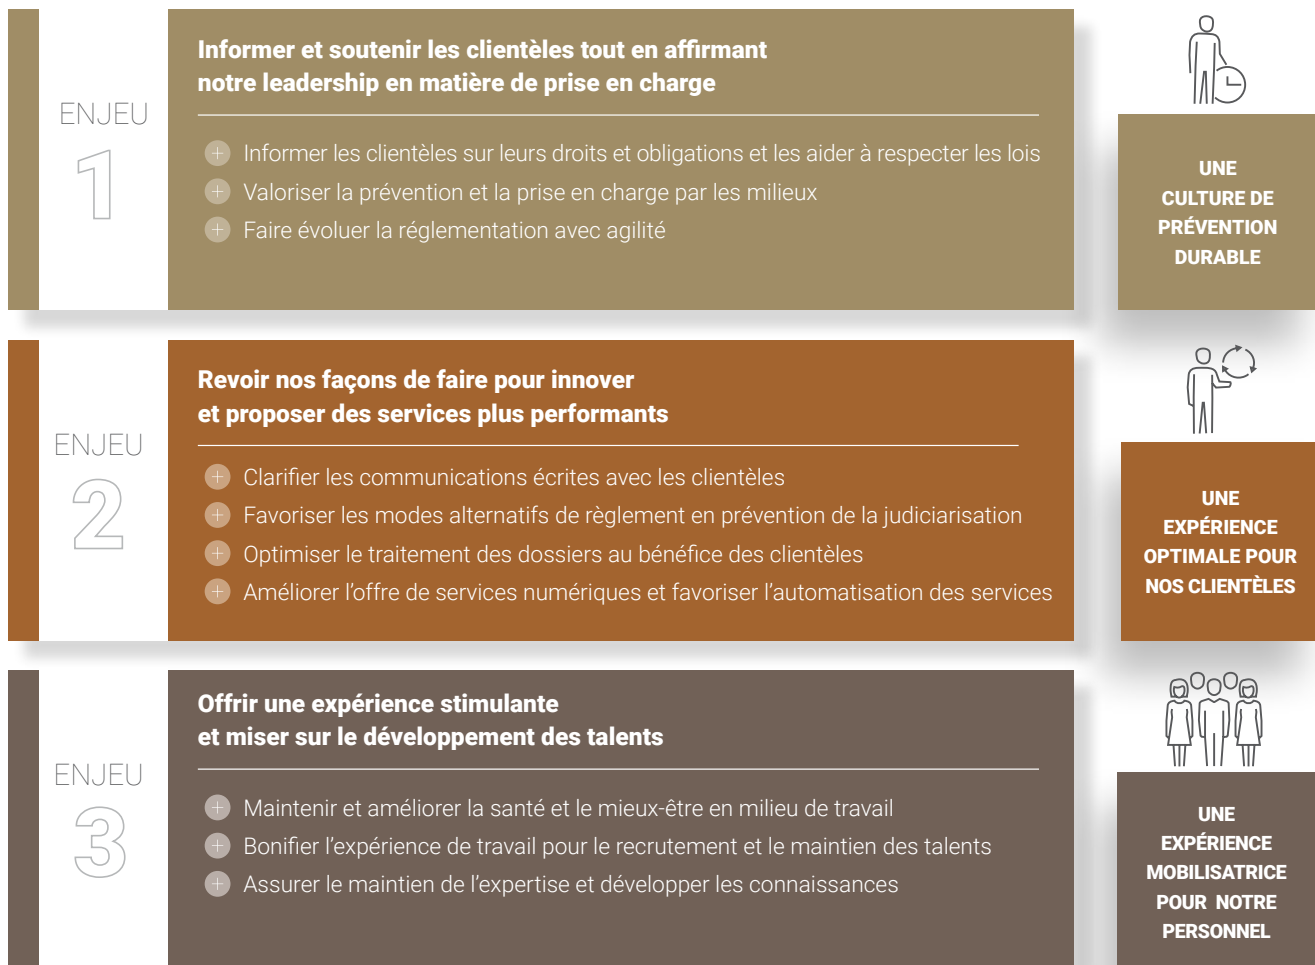 ENJEU
1
Informer et soutenir les clientèles tout en affirmant
notre leadership en matière de prise en charge
Informer les clientèles sur leurs droits et obligations et les aider à respecter les lois
Valoriser la prévention et la prise en charge par les milieux
Faire évoluer la réglementation avec agilité
UNE
CULTURE DE
PRÉVENTION
DURABLE
ENJEU
2
Revoir nos façons de faire pour innover
et proposer des services plus performants
Clarifier les communications écrites avec les clientèles
Favoriser les modes alternatifs de règlement en prévention de la judiciarisation
Optimiser le traitement des dossiers au bénéfice des clientèles
Améliorer l'offre de services numériques et favoriser l'automatisation des services
UNE
EXPÉRIENCE
OPTIMALE POUR
NOS CLIENTÈLES
ENJEU
3
Offrir une expérience stimulante
et miser sur le développement des talents
Maintenir et améliorer la santé et le mieux-être en milieu de travail
Bonifier l'expérience de travail pour le recrutement et le maintien des talents
Assurer le maintien de l'expertise et développer les connaissances
UNE
EXPÉRIENCE
MOBILISATRICE
POUR NOTRE
PERSONNEL